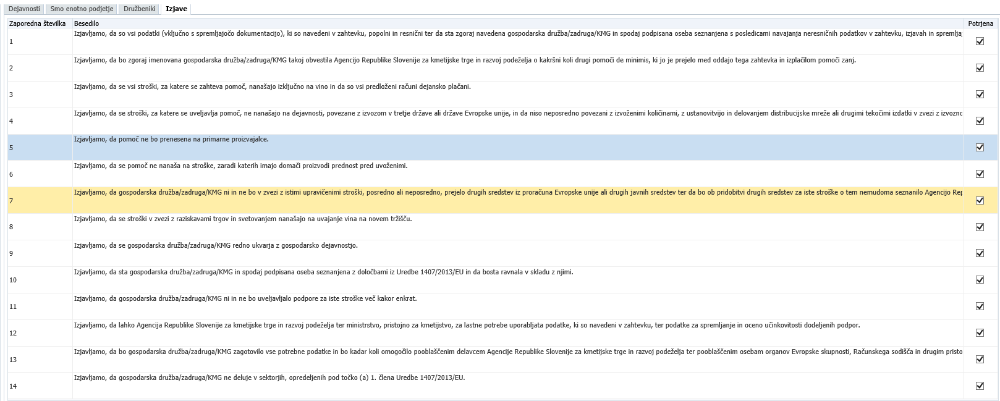 Dejavnosti Smo enotno podjetje Družbeniki Izjave
Zaporedna številka Besedilo Potrjena
1 Izjavljamo, da so vsi podatki (vključno s spremljajočo dokumentacijo), ki so navedeni v zahtevku, popolni in resnični ter da sta zgoraj navedena gospodarska družba/zadruga/KMG in spodaj podpisana oseba seznanjena s posledicami navajanja neresničnih podatkov v zahtevku, izjavah in spremljaj
2 Izjavljamo, da bo zgoraj imenovana gospodarska družba/zadruga/KMG takoj obvestila Agencijo Republike Slovenije za kmetijske trge in razvoj podeželja o kakršni koli drugi pomoči de minimis, ki jo je prejelo med oddajo tega zahtevka in izplačilom pomoči zanj.
3 Izjavljamo, da se vsi stroški, za katere se zahteva pomoč, nanašajo izključno na vino in da so vsi predloženi računi dejansko plačani.
4 Izjavljamo, da se stroški, za katere se uveljavlja pomoč, ne nanašajo na dejavnosti, povezane z izvozom v tretje države ali države Evropske unije, in da niso neposredno povezani z izvoženimi količinami, z ustanovitvijo in delovanjem distribucijske mreže ali drugimi tekočimi izdatki v zvezi z izvozno
5 Izjavljamo, da pomoč ne bo prenesena na primarne proizvajalce.
6 Izjavljamo, da se pomoč ne nanaša na stroške, zaradi katerih imajo domači proizvodi prednost pred uvoženimi.
7 Izjavljamo, da gospodarska družba/zadruga/KMG ni in ne bo v zvezi z istimi upravičenimi stroški, posredno ali neposredno, prejelo drugih sredstev iz proračuna Evropske unije ali drugih javnih sredstev ter da bo ob pridobitvi drugih sredstev za iste stroške o tem nemudoma seznanilo Agencijo Rep
8 Izjavljamo, da se stroški v zvezi z raziskavami trgov in svetovanjem nanašajo na uvajanje vina na novem tržišču.
9 Izjavljamo, da se gospodarska družba/zadruga/KMG redno ukvarja z gospodarsko dejavnostjo.
10 Izjavljamo, da sta gospodarska družba/zadruga/KMG in spodaj podpisana oseba seznanjena z določbami iz Uredbe 1407/2013/EU in da bosta ravnala v skladu z njimi.
11 Izjavljamo, da gospodarska družba/zadruga/KMG ni in ne bo uveljavljalo podpore za iste stroške več kakor enkrat.
12 Izjavljamo, da lahko Agencija Republike Slovenije za kmetijske trge in razvoj podeželja ter ministrstvo, pristojno za kmetijstvo, za lastne potrebe uporabljata podatke, ki so navedeni v zahtevku, ter podatke za spremljanje in oceno učinkovitosti dodeljenih podpor.
13 Izjavljamo, da bo gospodarska družba/zadruga/KMG zagotovilo vse potrebne podatke in bo kadar koli omogočilo pooblaščenim delavcem Agencije Republike Slovenije za kmetijske trge in razvoj podeželja ter pooblaščenim osebam organov Evropske skupnosti, Računskega sodišča in drugim pristo
14 Izjavljamo, da gospodarska družba/zadruga/KMG ne deluje v sektorjih, opredeljenih pod točko (a) 1. člena Uredbe 1407/2013/EU.